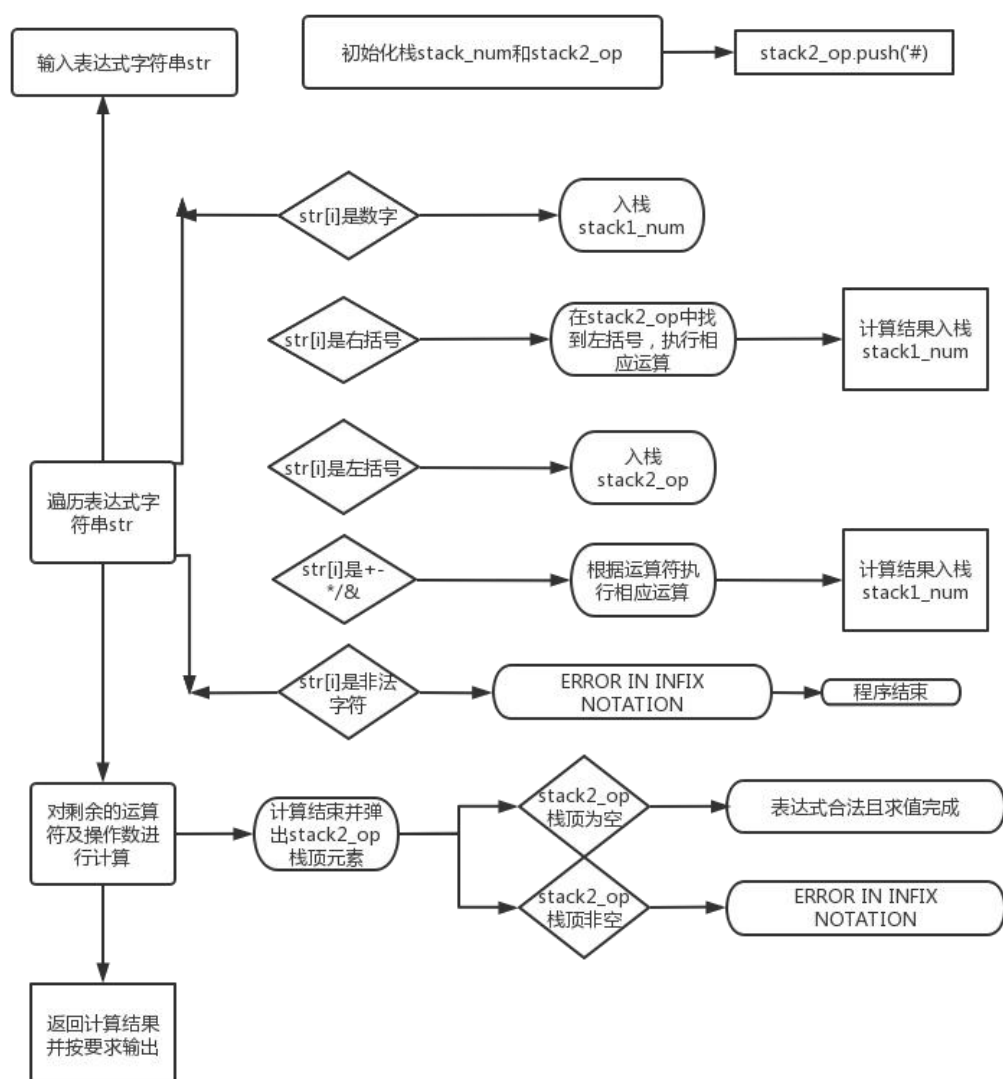 输入表达式字符串str
初始化栈stack_num和stack2_op
stack2_op.push('#)
str[i]是数字
入栈
stack1_num
str[i]是右括号
在stack2_op中找
到左括号，执行相
应运算
计算结果入栈
stack1_num
str[i]是左括号
入栈
stack2_op
遍历表达式字
符串str
str[i]是+-
*/&
根据运算符执
行相应运算
计算结果入栈
stack1_num
str[i]是非法
字符
ERROR IN INFIX
NOTATION
程序结束
对剩余的运算
符及操作数进
行计算
计算结束并弹
出stack2_op
栈顶元素
stack2_op
栈顶为空
表达式合法且求值完成
stack2_op
栈顶非空
ERROR IN INFIX
NOTATION
返回计算结果
并按要求输出